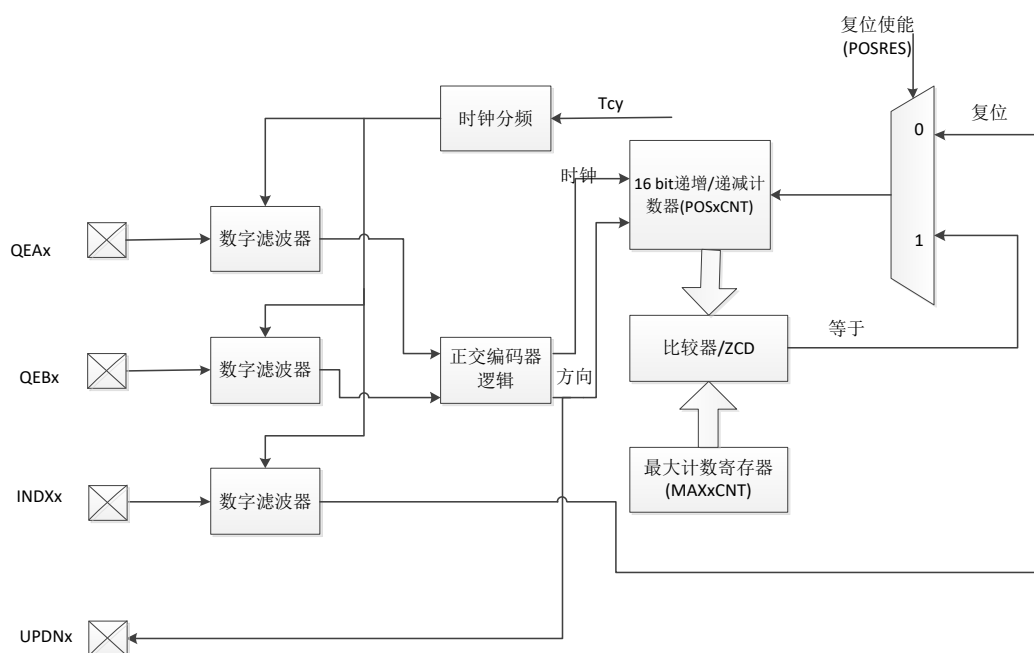 复位使能
(POSRES)
Tcy
时钟分频
0
复位
时钟
16 bit递增/递减计
数器(POSxCNT)
QEAx
数字滤波器
1
等于
比较器/ZCD
正交编码器
逻辑
方向
QEBx
数字滤波器
最大计数寄存器
(MAXxCNT)
INDXx
数字滤波器
UPDNx